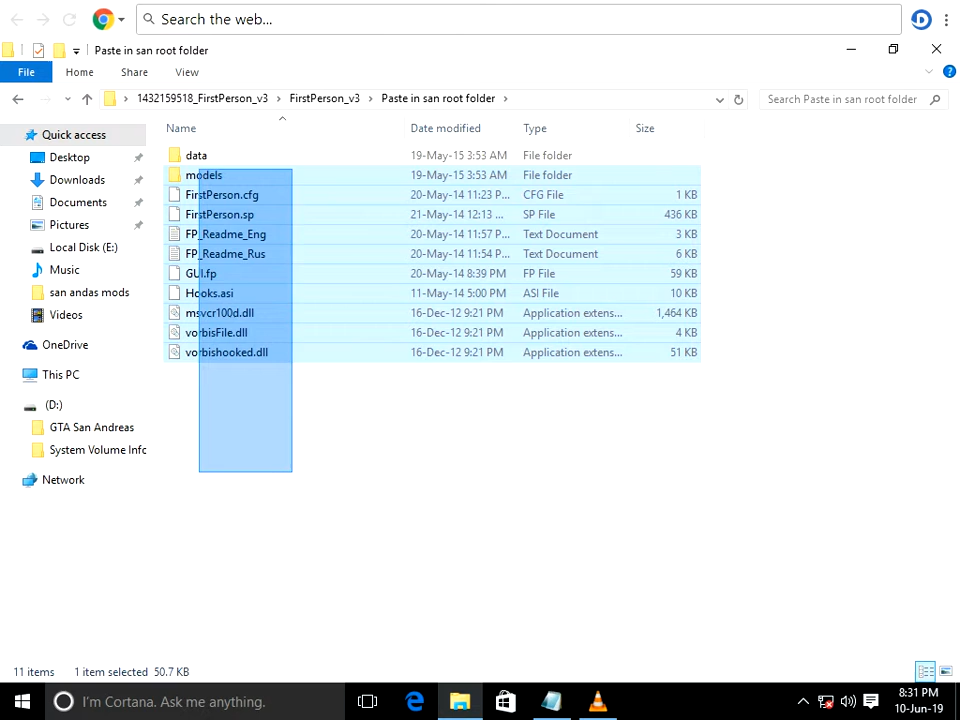 Search the web...
Paste in san root folder
File Home Share View
1432159518_FirstPerson_v3 FirstPerson_v3 Paste in san root folder
Search Paste in san root folder
Name Date modified Type Size
data 19-May-15 3:53 AM File folder
models 19-May-15 3:53 AM File folder
FirstPerson.cfg 20-May-14 11:23 P... CFG File 1 KB
FirstPerson.sp 21-May-14 12:13 ... SP File 436 KB
FP_Readme_Eng 20-May-14 11:57 P... Text Document 3 KB
FP_Readme_Rus 20-May-14 11:54 P... Text Document 6 KB
GUI.fp 20-May-14 8:39 PM FP File 59 KB
Hooks.asi 11-May-14 5:00 PM ASI File 10 KB
msvcr100d.dll 16-Dec-12 9:21 PM Application extens... 1,464 KB
vorbisFile.dll 16-Dec-12 9:21 PM Application extens... 4 KB
vorbishooked.dll 16-Dec-12 9:21 PM Application extens... 51 KB
Quick access
Desktop
Downloads
Documents
Pictures
Local Disk (E:)
Music
san andas mods
Videos
OneDrive
This PC
(D:)
GTA San Andreas
System Volume Infc
Network
11 items 1 item selected 50.7 KB
I'm Cortana. Ask me anything.
8:31 PM
10-Jun-19